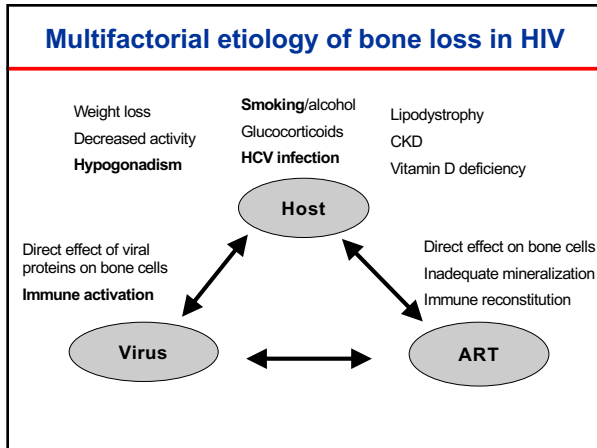 Multifactorial etiology of bone loss in HIV
Weight loss
Decreased activity
Hypogonadism
Smoking/alcohol
Glucocorticoids
HCV infection
Lipodystrophy
CKD
Vitamin D deficiency
Host
Direct effect of viral
proteins on bone cells
Immune activation
Direct effect on bone cells
Inadequate mineralization
Immune reconstitution
Virus
ART